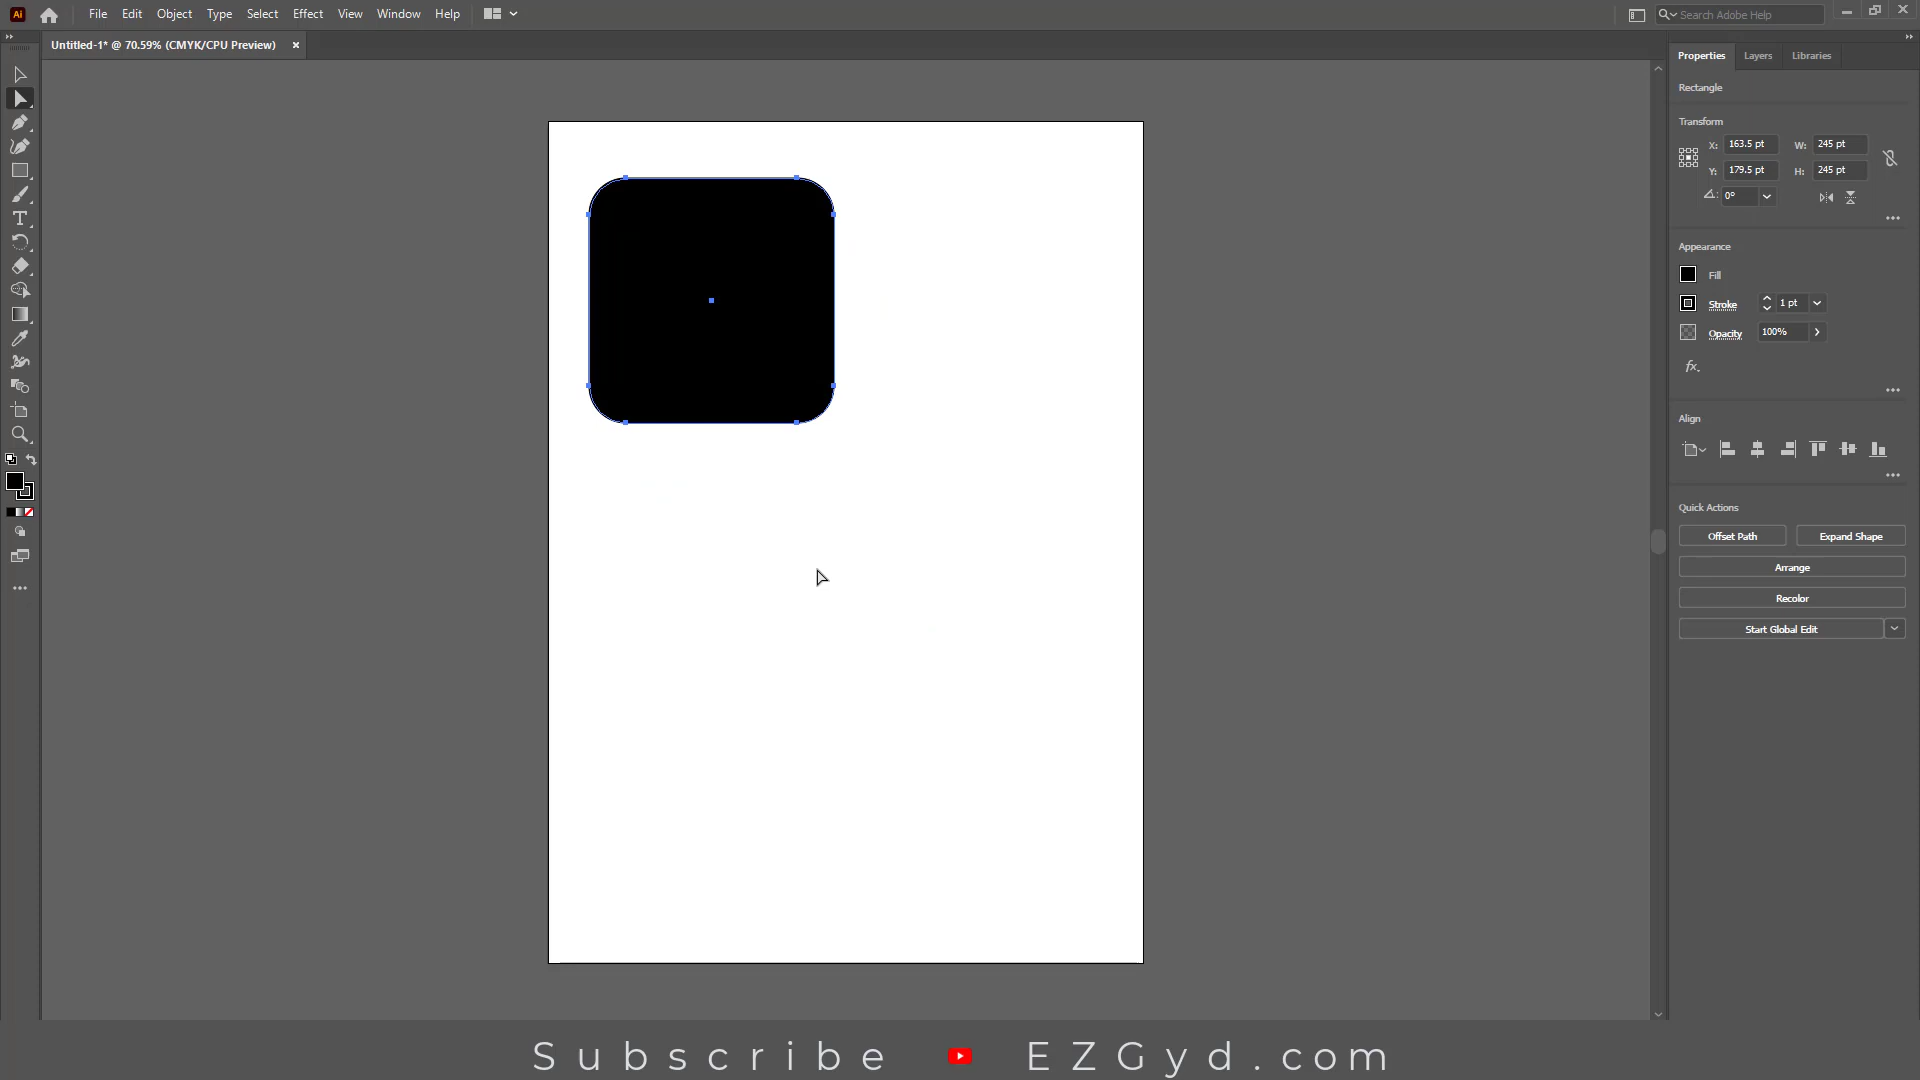 Ai File Edit Object Type Select Effect View Window Help Search Adobe Help
Untitled-1* @ 70.59% (CMYK/CPU Preview) ×
Properties Layers Libraries
Rectangle
Transform
X: 163.5 pt W: 245 pt
Y: 179.5 pt H: 245 pt
0°
Appearance
Fill
Stroke 1 pt
Opacity 100%
fx.
Align
Quick Actions
Offset Path Expand Shape
Arrange
Recolor
Start Global Edit
Subscribe EZGyd.com